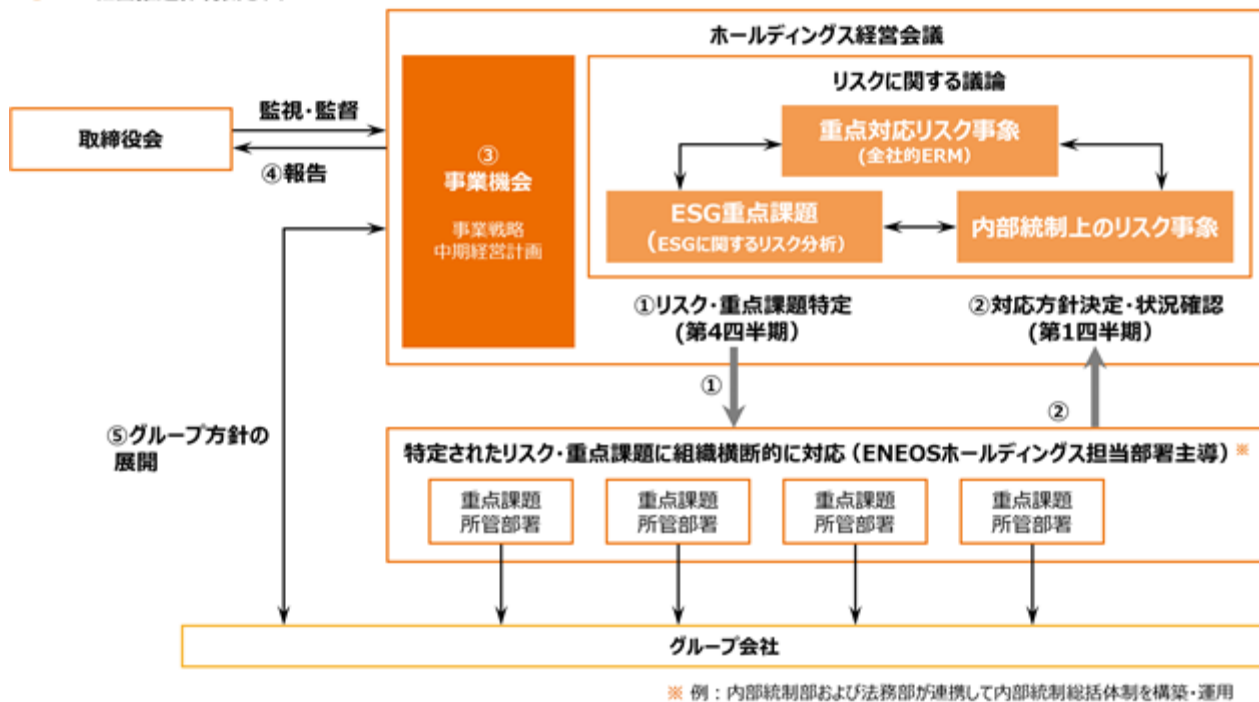 ホールディングス経営会議
リスクに関する議論
重点対応リスク事象
(全社的ERM)
ESG重点課題
(ESGに関するリスク分析)
内部統制上のリスク事象
③
事業機会
事業戦略
中期経営計画
取締役会
監視・監督
④報告
①リスク・重点課題特定
(第4四半期)
②対応方針決定・状況確認
(第1四半期)
①
②
⑤グループ方針の
展開
特定されたリスク・重点課題に組織横断的に対応(ENEOSホールディングス担当部署主導)※
重点課題
所管部署
重点課題
所管部署
重点課題
所管部署
重点課題
所管部署
グループ会社
※ 例:内部統制部および法務部が連携して内部統制総括体制を構築・運用